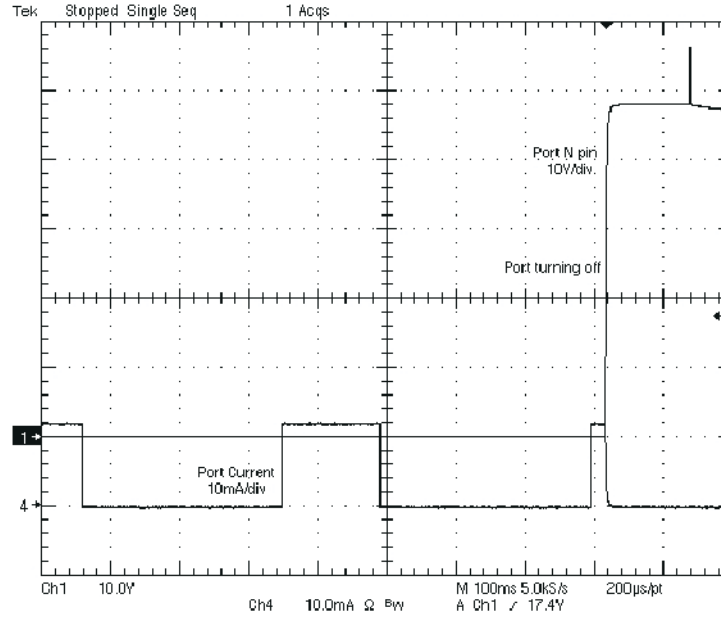 Tek Stopped Single Seq 1 Acqs
Port N pin
10V/div.
Port turning off
1
Port Current
10mA/div
4
Ch1 10.0V M 100ms 5.0kS/s 200µs/pt
Ch4 10.0mA Ω BW A Ch1 / 17.4V